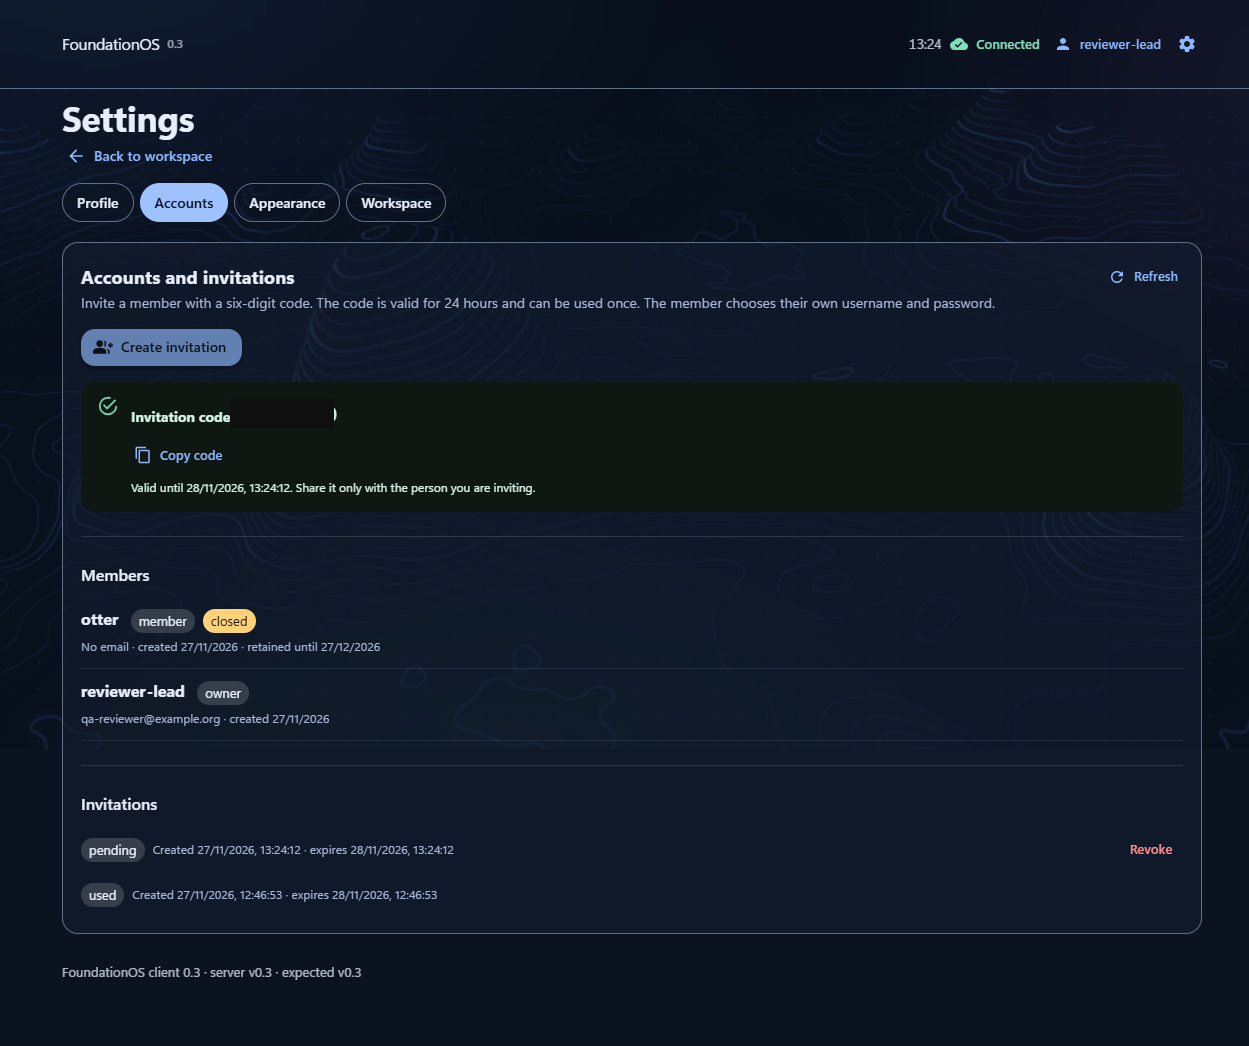 FoundationOS 0.3
13:24 Connected reviewer-lead
Settings
Back to workspace
Profile Accounts Appearance Workspace
Accounts and invitations
Refresh
Invite a member with a six-digit code. The code is valid for 24 hours and can be used once. The member chooses their own username and password.
Create invitation
Invitation code
Copy code
Valid until 28/11/2026, 13:24:12. Share it only with the person you are inviting.
Members
otter member closed
No email · created 27/11/2026 · retained until 27/12/2026
reviewer-lead owner
qa-reviewer@example.org · created 27/11/2026
Invitations
pending Created 27/11/2026, 13:24:12 · expires 28/11/2026, 13:24:12 Revoke
used Created 27/11/2026, 12:46:53 · expires 28/11/2026, 12:46:53
FoundationOS client 0.3 · server v0.3 · expected v0.3